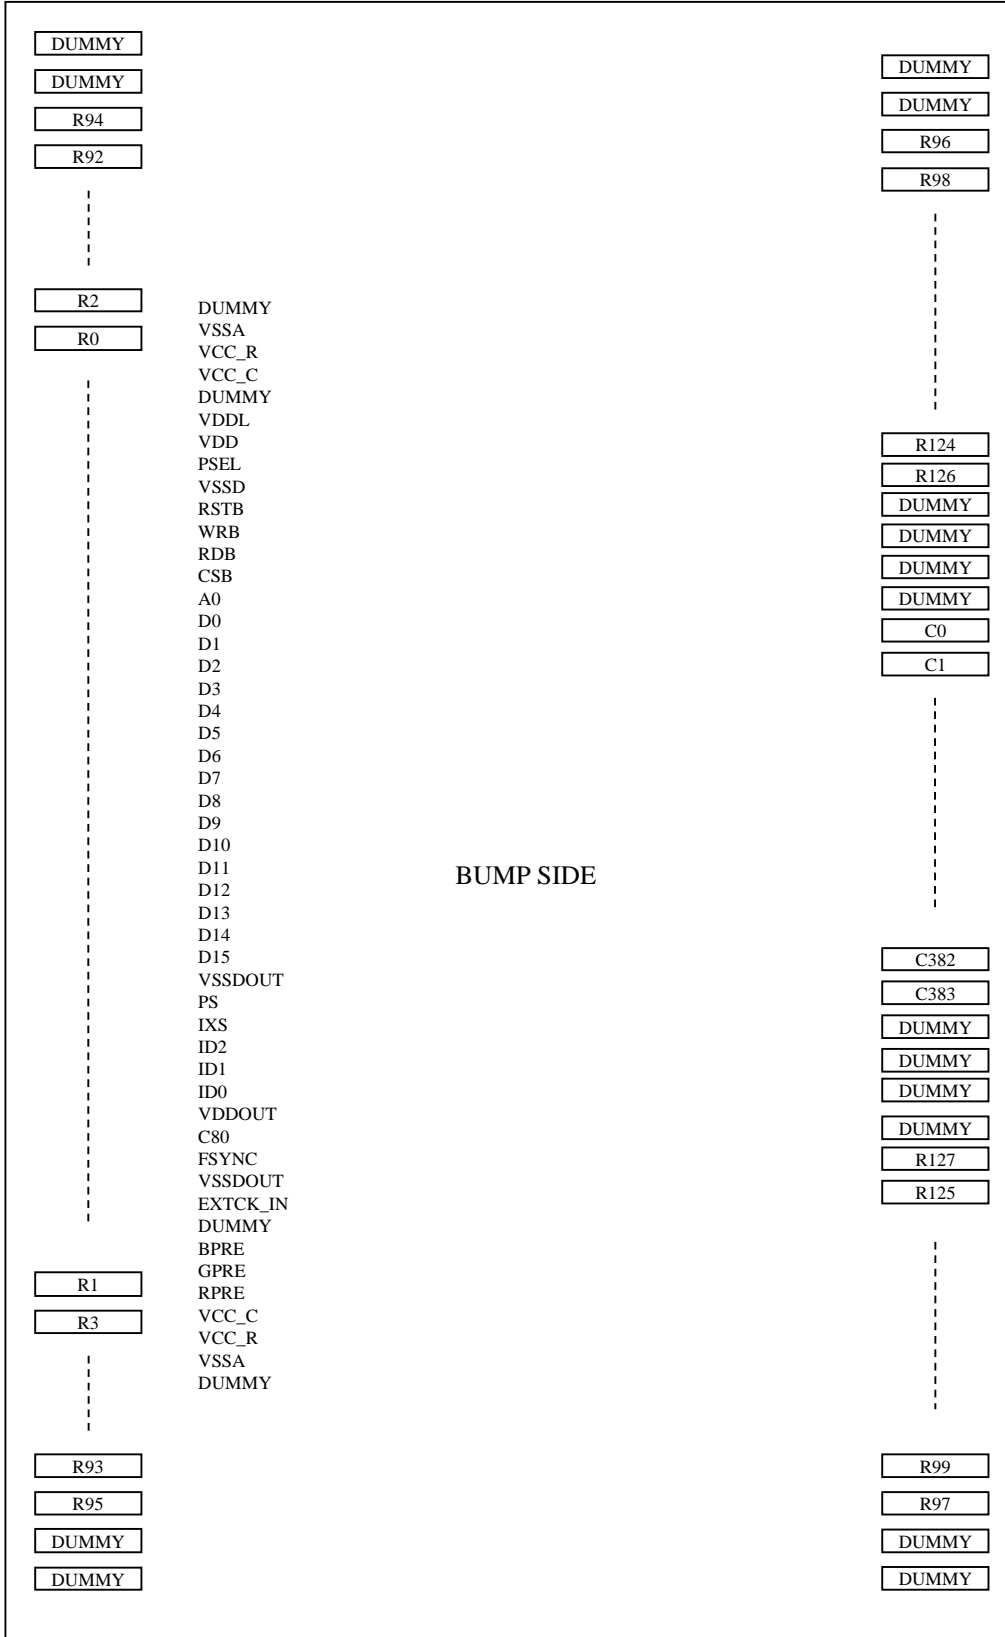 DUMMY
DUMMY
R94
R92
R2
R0
DUMMY
VSSA
VCC_R
VCC_C
DUMMY
VDDL
VDD
PSEL
VSSD
RSTB
WRB
RDB
CSB
A0
D0
D1
D2
D3
D4
D5
D6
D7
D8
D9
D10
D11
D12
D13
D14
D15
VSSDOUT
PS
IXS
ID2
ID1
ID0
VDDOUT
C80
FSYNC
VSSDOUT
EXTCK_IN
DUMMY
BPRE
GPRE
RPRE
VCC_C
VCC_R
VSSA
DUMMY
R1
R3
R93
R95
DUMMY
DUMMY
BUMP SIDE
DUMMY
DUMMY
R96
R98
R124
R126
DUMMY
DUMMY
DUMMY
DUMMY
C0
C1
C382
C383
DUMMY
DUMMY
DUMMY
DUMMY
R127
R125
R99
R97
DUMMY
DUMMY